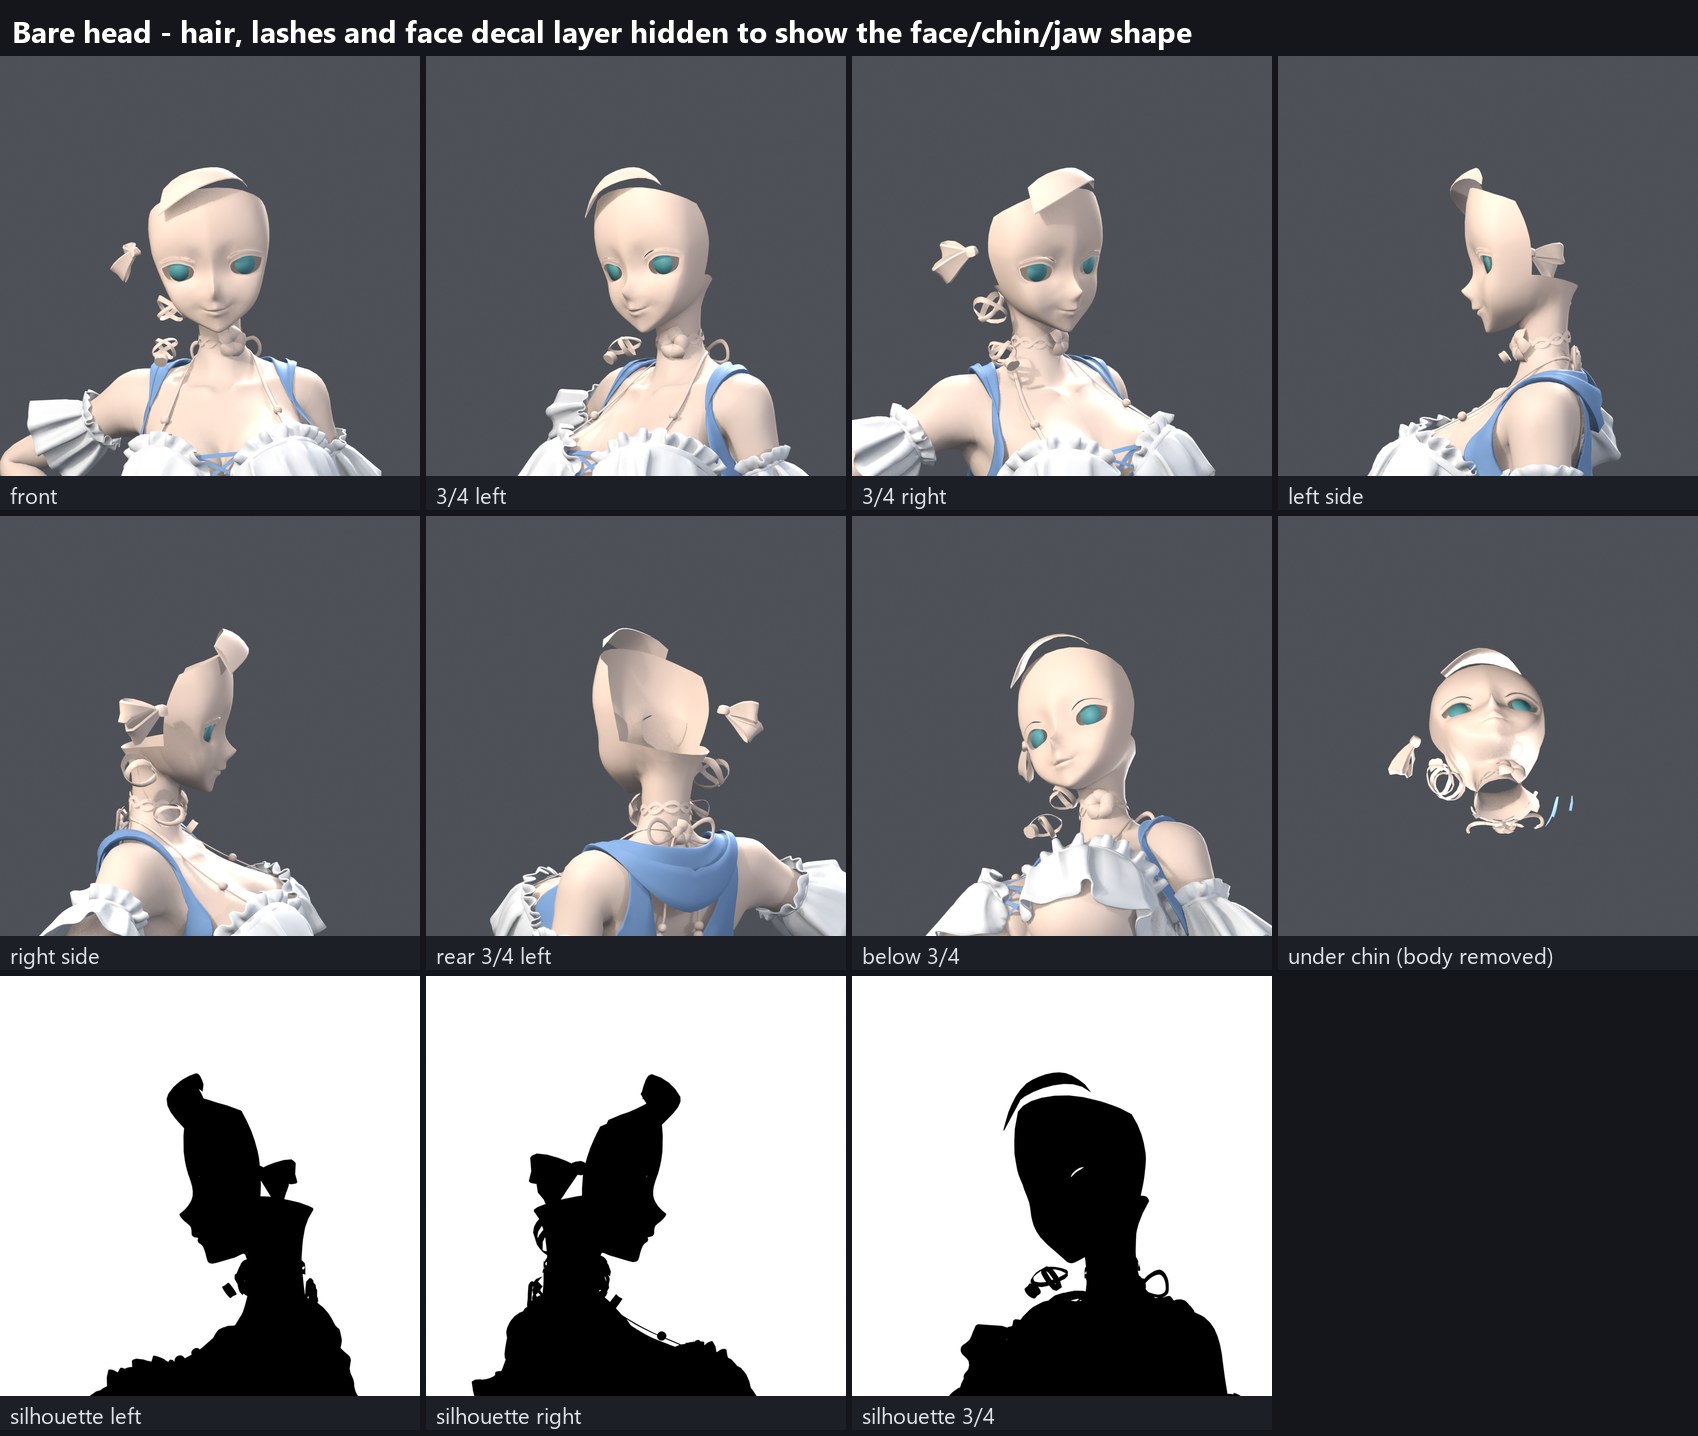 Bare head - hair, lashes and face decal layer hidden to show the face/chin/jaw shape
front
3/4 left
3/4 right
left side
right side
rear 3/4 left
below 3/4
under chin (body removed)
silhouette left
silhouette right
silhouette 3/4